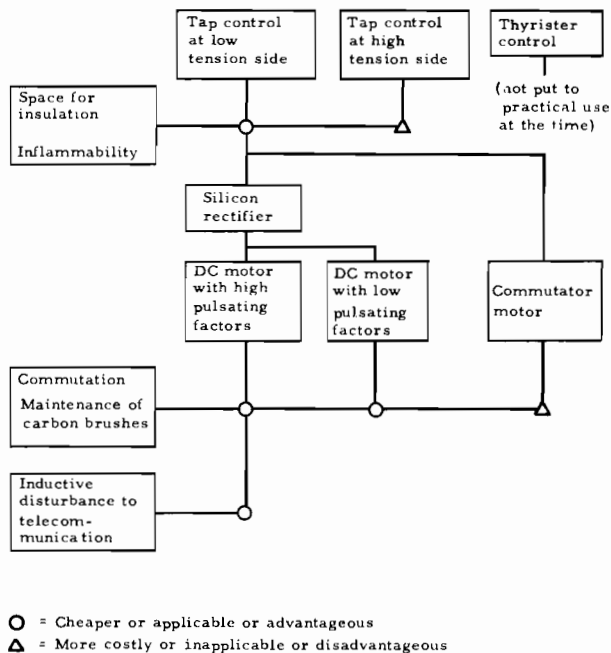 Tap control
at low
tension side
Tap control
at high
tension side
Thyrister
control
(not put to
practical use
at the time)
Space for
insulation
Inflammability
Silicon
rectifier
DC motor
with high
pulsating
factors
DC motor
with low
pulsating
factors
Commutator
motor
Commutation
Maintenance of
carbon brushes
Inductive
disturbance to
telecom-
munication
= Cheaper or applicable or advantageous
= More costly or inapplicable or disadvantageous